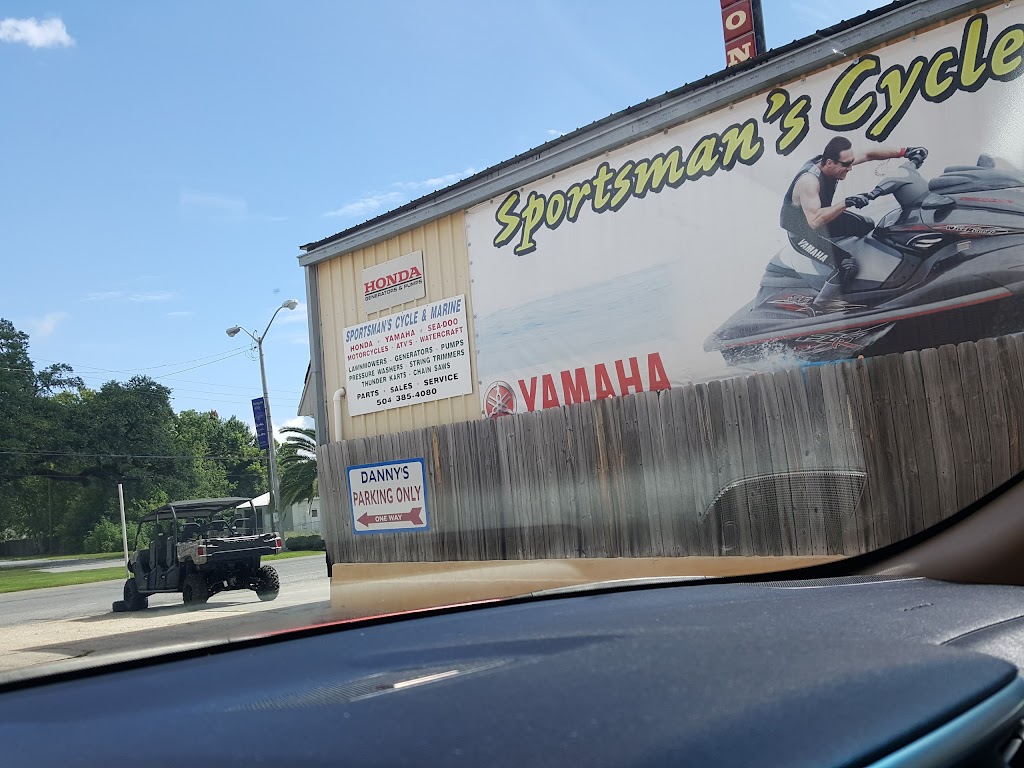 O
N
Sportsman's Cycle
HONDA
GENERATORS & PUMPS
SPORTSMAN'S CYCLE & MARINE
HONDA · YAMAHA · SEA-DOO
MOTORCYCLES · ATV'S · WATERCRAFT
LAWNMOWERS · GENERATORS · PUMPS
PRESSURE WASHERS · STRING TRIMMERS
THUNDER KARTS · CHAIN SAWS
PARTS · SALES · SERVICE
504 385-4080
YAMAHA
YAMAHA
DANNY'S
PARKING ONLY
ONE WAY